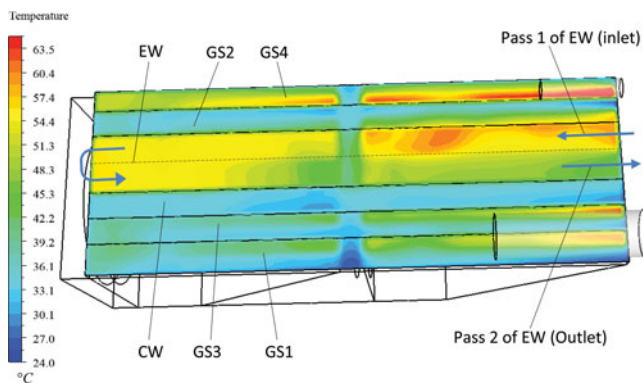 Temperature
63.5
60.4
57.4
54.4
51.3
48.3
45.3
42.2
39.2
36.1
33.1
30.1
27.0
24.0
°C
EW
GS2
GS4
Pass 1 of EW (inlet)
CW
GS3
GS1
Pass 2 of EW (Outlet)